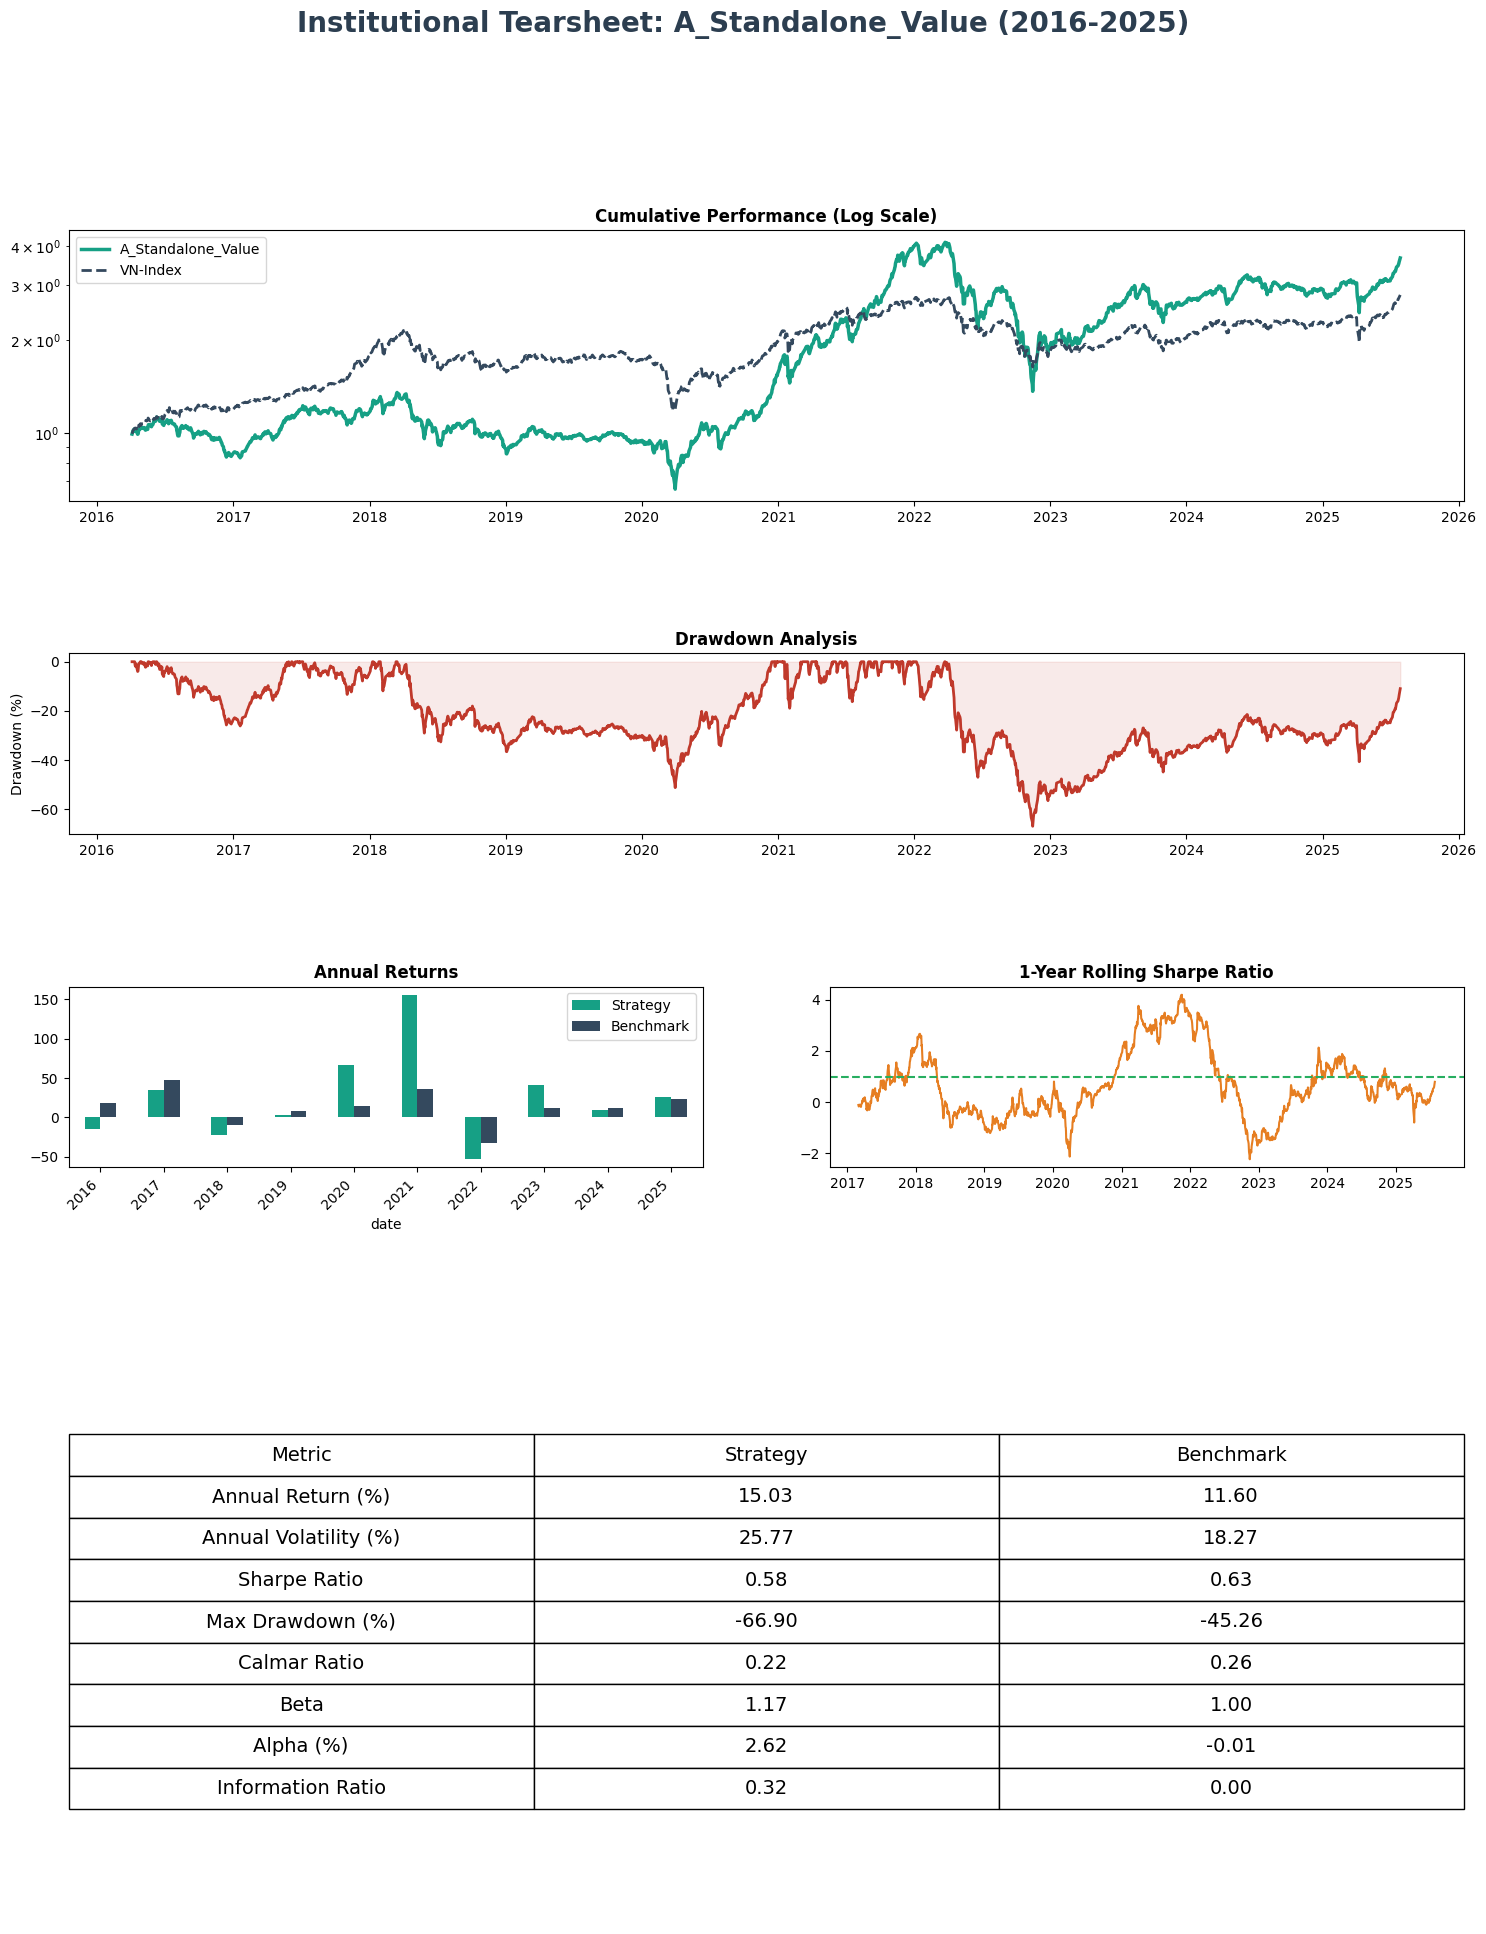 Institutional Tearsheet: A_Standalone_Value (2016-2025)
Cumulative Performance (Log Scale)
A_Standalone_Value
VN-Index
4 × 10⁰
3 × 10⁰
2 × 10⁰
10⁰
2016 2017 2018 2019 2020 2021 2022 2023 2024 2025 2026
Drawdown Analysis
Drawdown (%)
0
−20
−40
−60
2016 2017 2018 2019 2020 2021 2022 2023 2024 2025 2026
Annual Returns
Strategy
Benchmark
150
100
50
0
−50
2016 2017 2018 2019 2020 2021 2022 2023 2024 2025
date
1-Year Rolling Sharpe Ratio
4
2
0
−2
2017 2018 2019 2020 2021 2022 2023 2024 2025
Metric Strategy Benchmark
Annual Return (%) 15.03 11.60
Annual Volatility (%) 25.77 18.27
Sharpe Ratio 0.58 0.63
Max Drawdown (%) -66.90 -45.26
Calmar Ratio 0.22 0.26
Beta 1.17 1.00
Alpha (%) 2.62 -0.01
Information Ratio 0.32 0.00